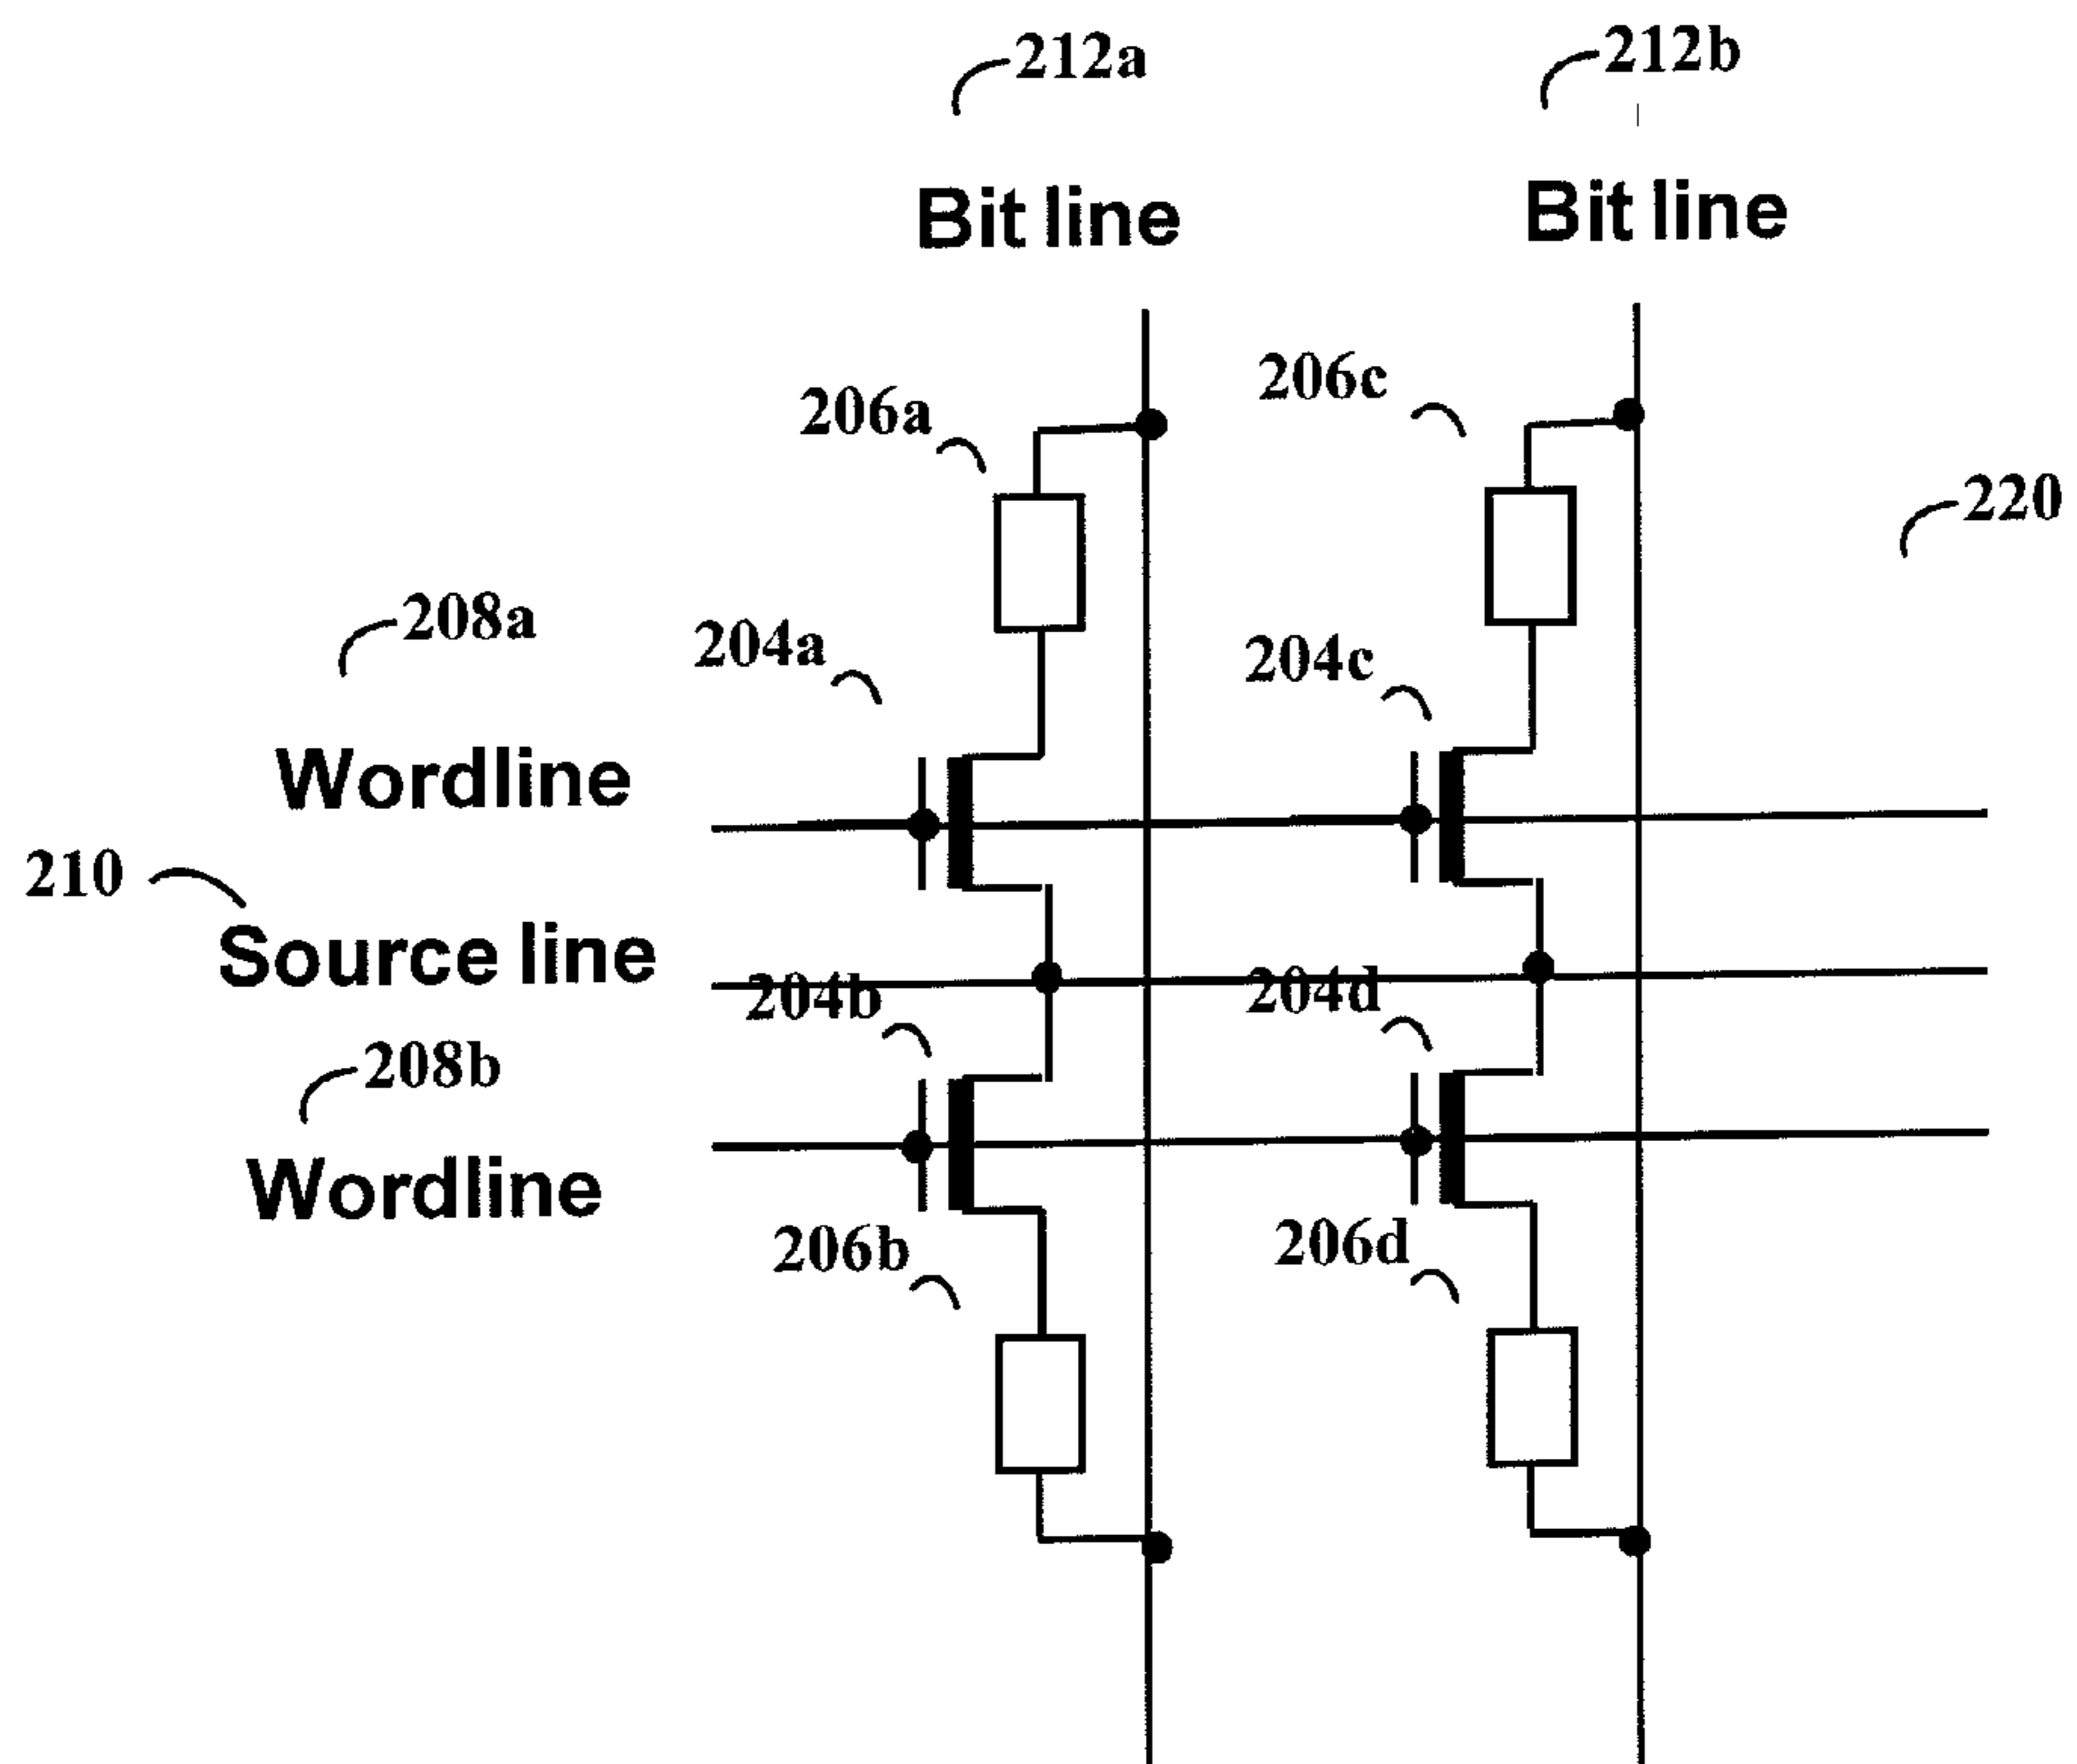 212a
212b
Bit line
Bit line
206a
206c
220
208a
204a
204c
Wordline
210
Source line
204b
204d
208b
Wordline
206b
206d